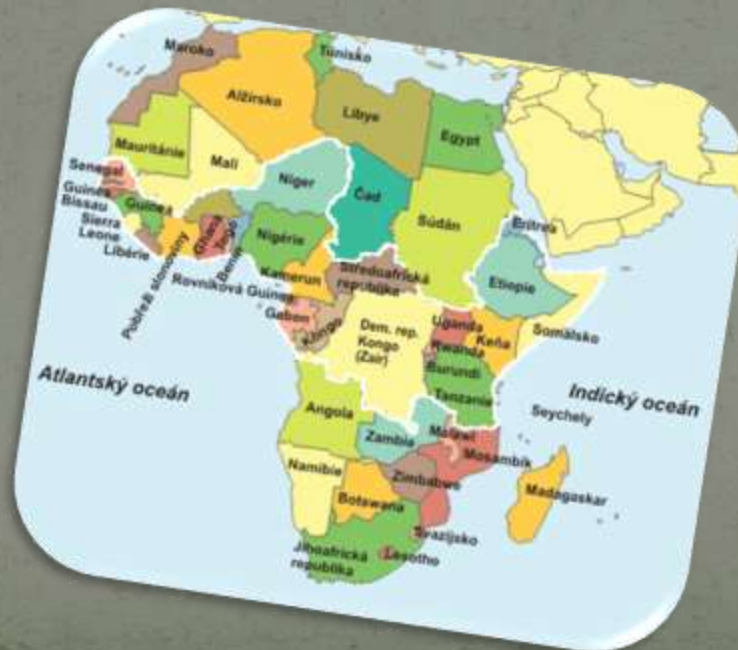 Maroko
Tunisko
Alžírsko
Libye
Egypt
Mauritánie
Mali
Niger
Čad
Súdán
Eritrea
Senegal
Guinea
Bissau
Guinea
Sierra
Leone
Libérie
Pobřeží slonoviny
Ghana
Togo
Benin
Nigérie
Kamerun
Středoafrická
republika
Etiopie
Somálsko
Rovníková Guinea
Gabon
Kongo
Dem. rep.
Kongo
(Zair)
Uganda
Keňa
Rwanda
Burundi
Tanzanie
Atlantský oceán
Indický oceán
Seychely
Angola
Zambie
Malawi
Mosambik
Namibie
Zimbabwe
Botswana
Madagaskar
Svazijsko
Jihoafrická
republika
Lesotho